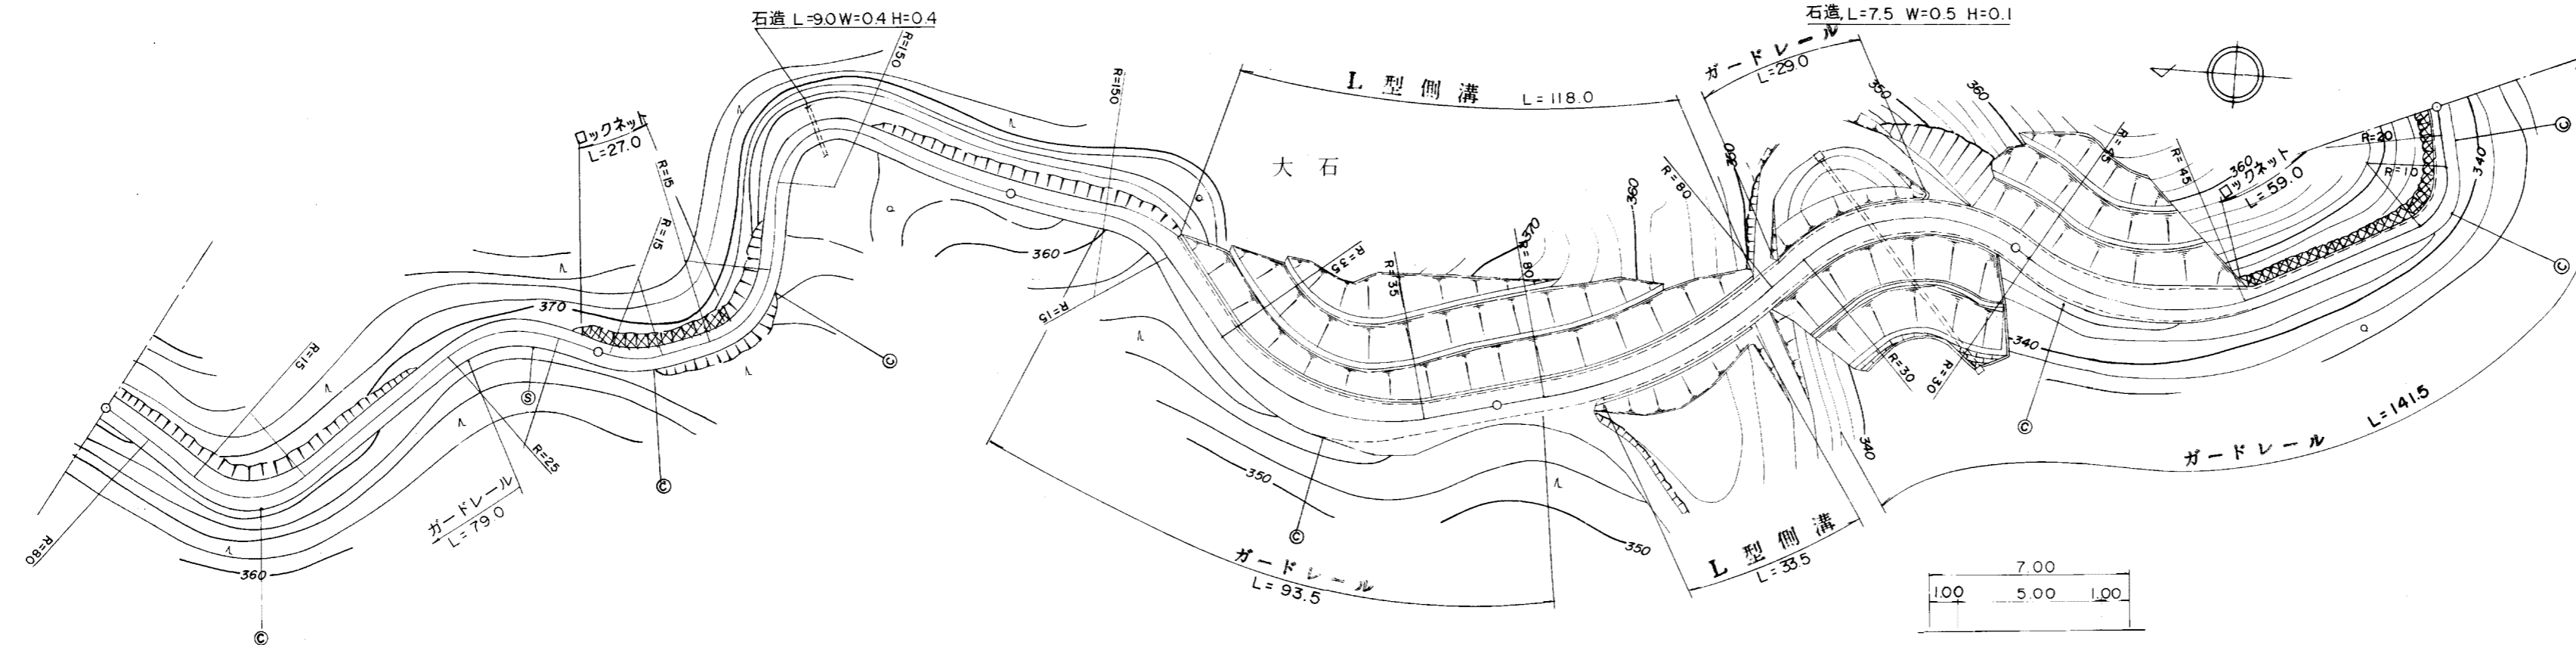 石造 L=9.0 W=0.4 H=0.4
石造, L=7.5 W=0.5 H=0.1
R=150
R=150
ロックネット
L=27.0
R=15
R=15
L 型 側 溝 L=118.0
大 石
ガードレール
L=29.0
350
360
350
R=80
360
370
R=80
R=35
R=35
R=45
R=20
R=10
360
ロックネット
L=59.0
340
360
R=15
370
R=15
R=25
ガードレール
L=79.0
R=80
360
350
350
ガードレール
L=93.5
L 型 側 溝
L=33.5
340
R=30
R=30
340
ガードレール L=141.5
7.00
1.00 5.00 1.00
Ⓢ
Ⓒ
Ⓒ
Ⓒ
Ⓒ
Ⓒ
Ⓒ
Ⓒ